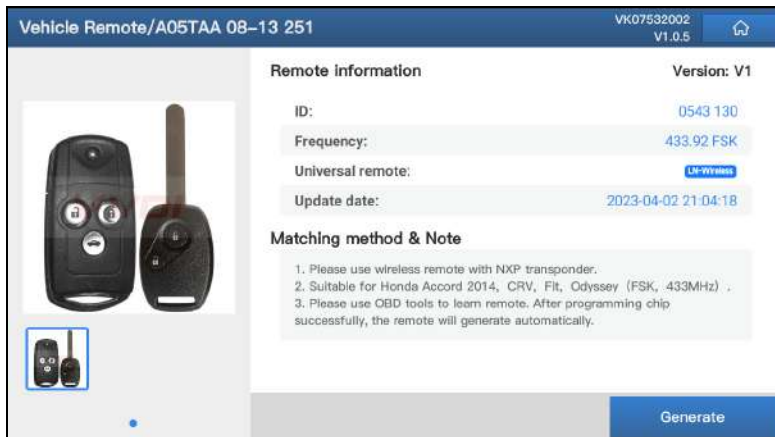 Vehicle Remote/A05TAA 08-13 251
VK07532002
V1.0.5
Remote information
Version: V1
ID:
0543 130
Frequency:
433.92 FSK
Universal remote:
LN-Wireless
Update date:
2023-04-02 21:04:18
Matching method & Note
1. Please use wireless remote with NXP transponder.
2. Suitable for Honda Accord 2014, CRV, Fit, Odyssey (FSK, 433MHz) .
3. Please use OBD tools to learn remote. After programming chip
successfully, the remote will generate automatically.
Generate